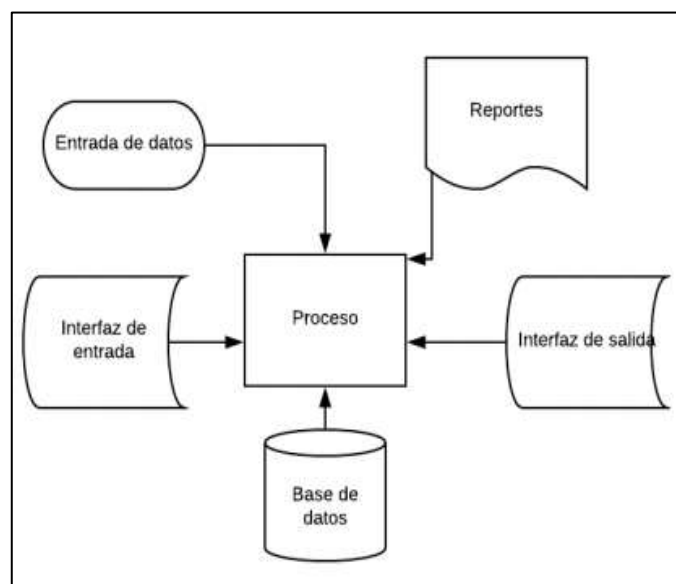 Reportes
Entrada de datos
Interfaz de
entrada
Proceso
Interfaz de salida
Base de
datos